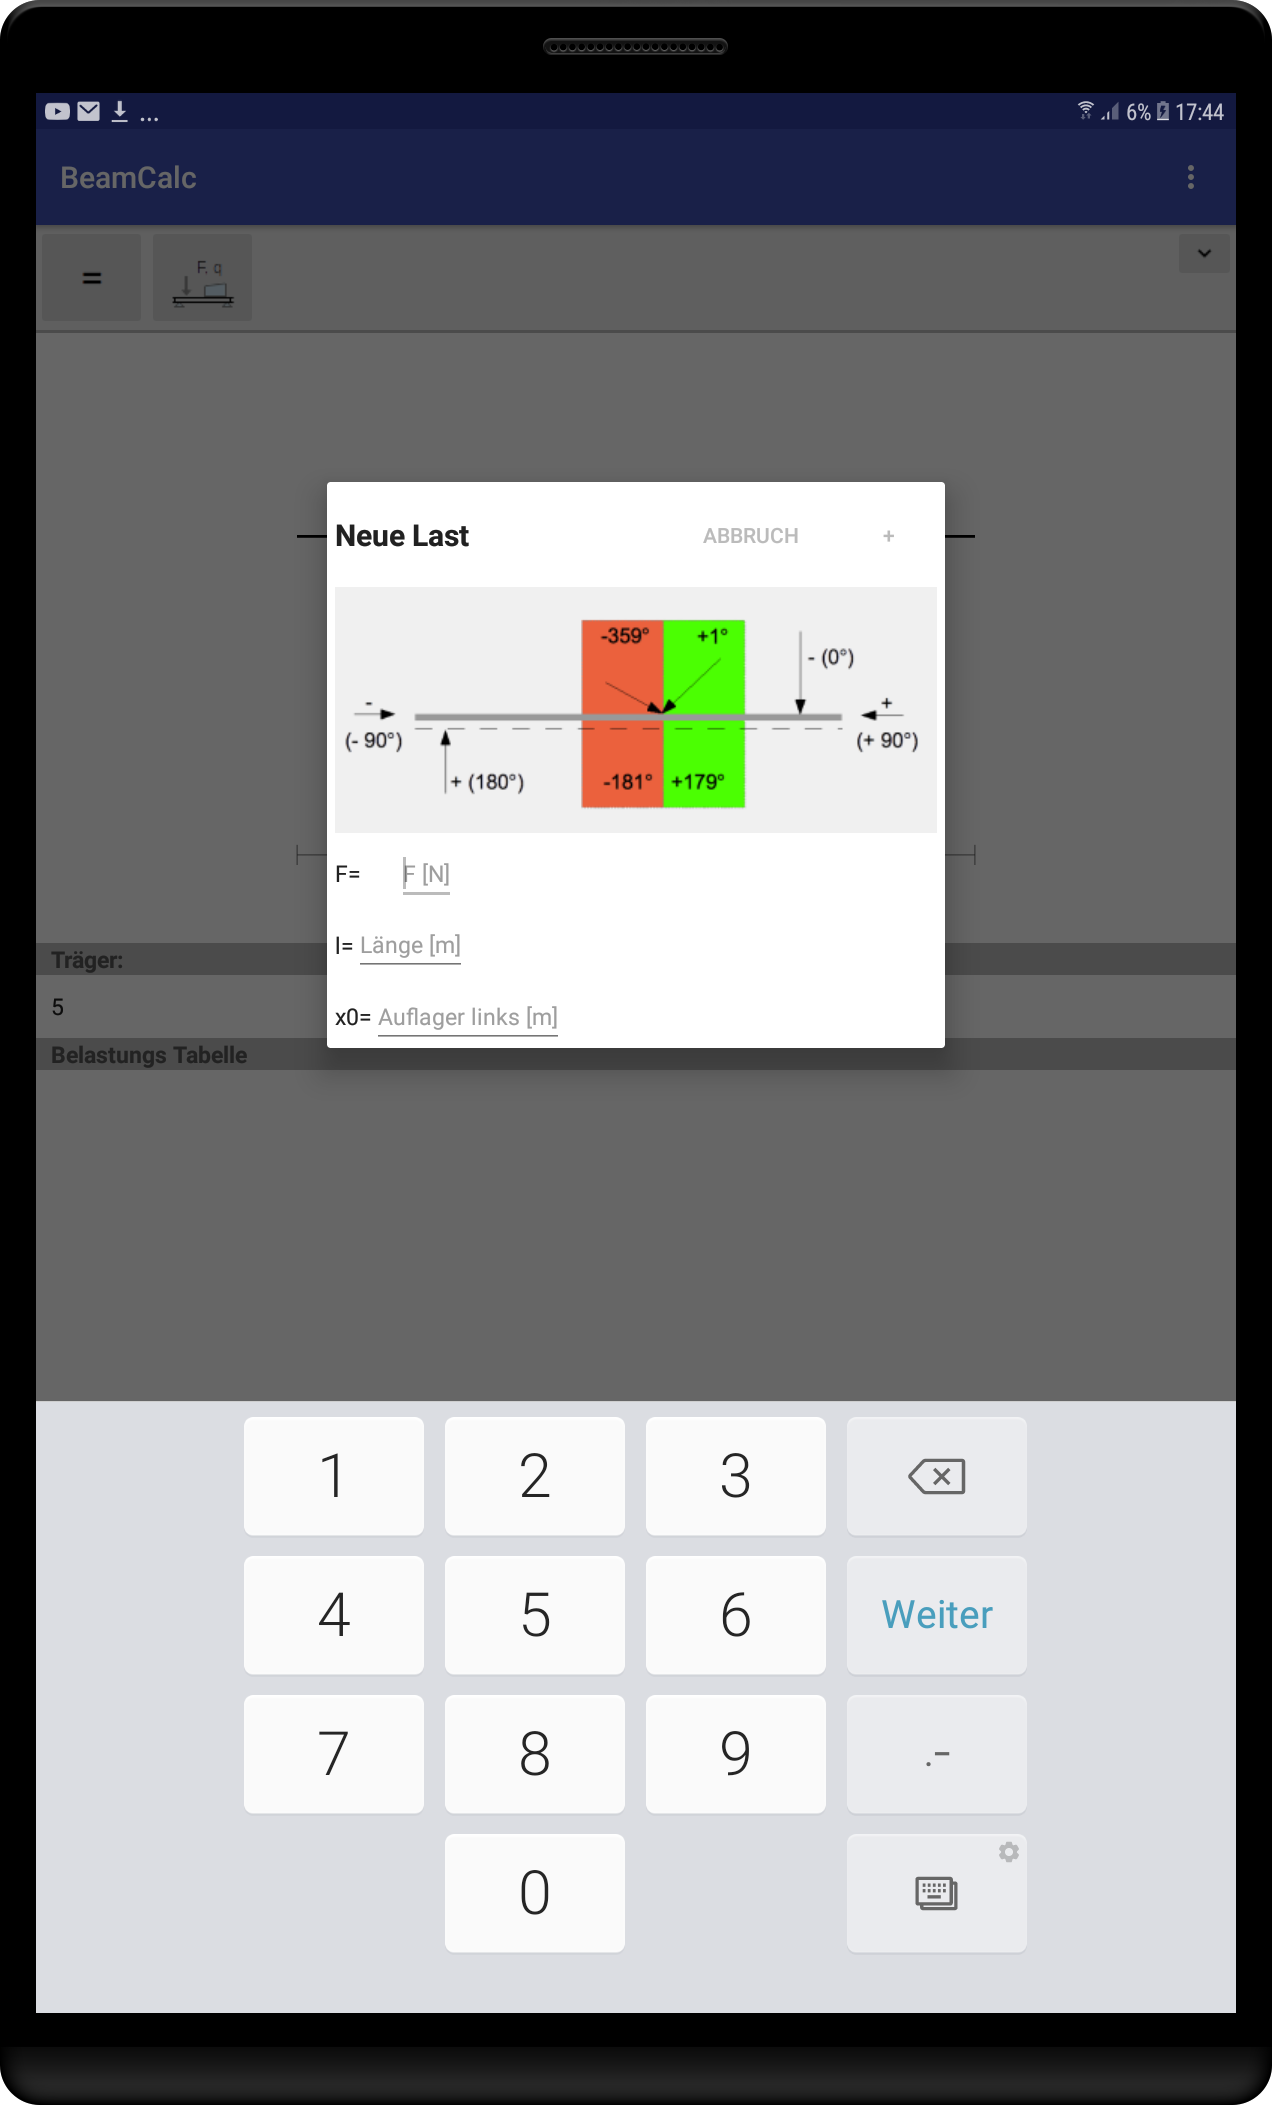 ... 6% 17:44
BeamCalc
=
F, q
Neue Last ABBRUCH +
-359° +1°
- (0°)
- +
(- 90°) (+ 90°)
+ (180°) -181° +179°
F= F [N]
l= Länge [m]
x0= Auflager links [m]
Träger:
5
Belastungs Tabelle
1 2 3
4 5 6 Weiter
7 8 9 .-
0